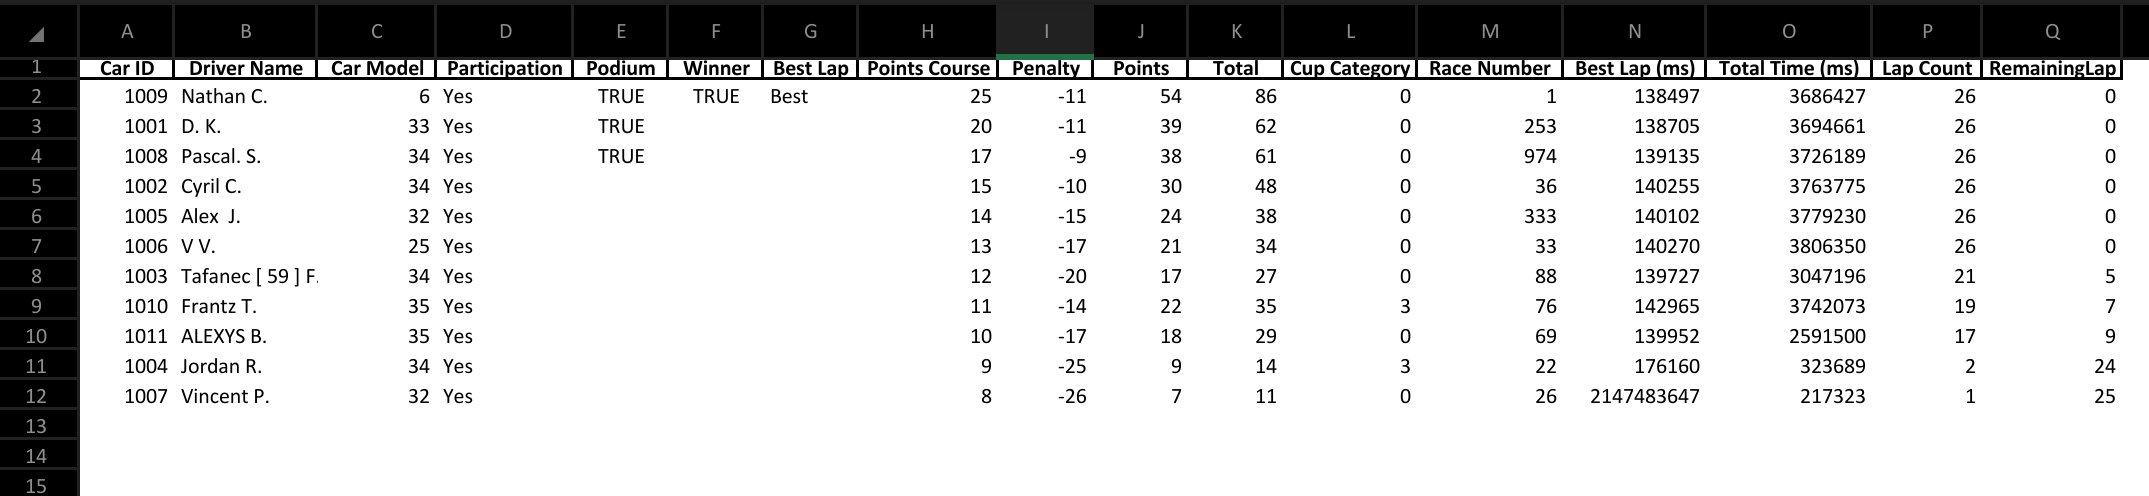 A B C D E F G H I J K L M N O P Q
1 Car ID Driver Name Car Model Participation Podium Winner Best Lap Points Course Penalty Points Total Cup Category Race Number Best Lap (ms) Total Time (ms) Lap Count RemainingLap
2 1009 Nathan C. 6 Yes TRUE TRUE Best 25 -11 54 86 0 1 138497 3686427 26 0
3 1001 D. K. 33 Yes TRUE 20 -11 39 62 0 253 138705 3694661 26 0
4 1008 Pascal. S. 34 Yes TRUE 17 -9 38 61 0 974 139135 3726189 26 0
5 1002 Cyril C. 34 Yes 15 -10 30 48 0 36 140255 3763775 26 0
6 1005 Alex  J. 32 Yes 14 -15 24 38 0 333 140102 3779230 26 0
7 1006 V V. 25 Yes 13 -17 21 34 0 33 140270 3806350 26 0
8 1003 Tafanec [ 59 ] F. 34 Yes 12 -20 17 27 0 88 139727 3047196 21 5
9 1010 Frantz T. 35 Yes 11 -14 22 35 3 76 142965 3742073 19 7
10 1011 ALEXYS B. 35 Yes 10 -17 18 29 0 69 139952 2591500 17 9
11 1004 Jordan R. 34 Yes 9 -25 9 14 3 22 176160 323689 2 24
12 1007 Vincent P. 32 Yes 8 -26 7 11 0 26 2147483647 217323 1 25
13
14
15